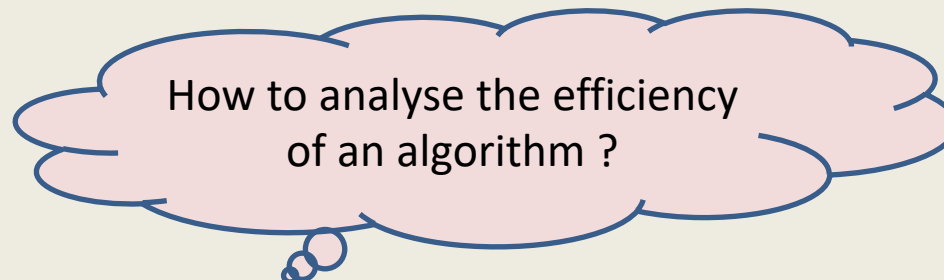 How to analyse the efficiency
of an algorithm ?